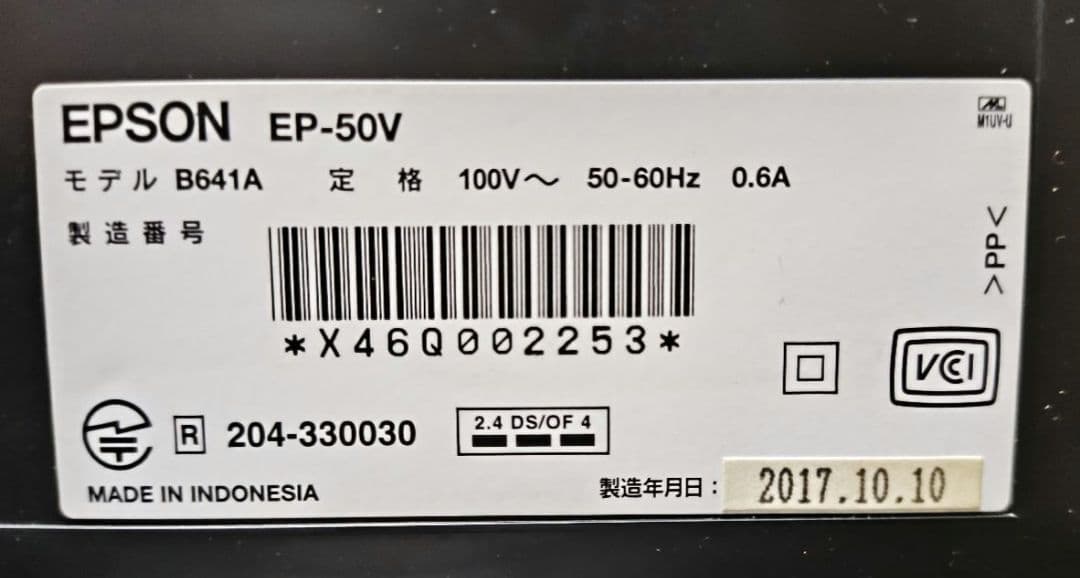 EPSON EP-50V
M1UV-U
モデル B641A 定 格 100V～ 50-60Hz 0.6A
製造番号
>PP<
*X46Q002253*
VCCI
R 204-330030 2.4 DS/OF 4
MADE IN INDONESIA
製造年月日： 2017.10.10